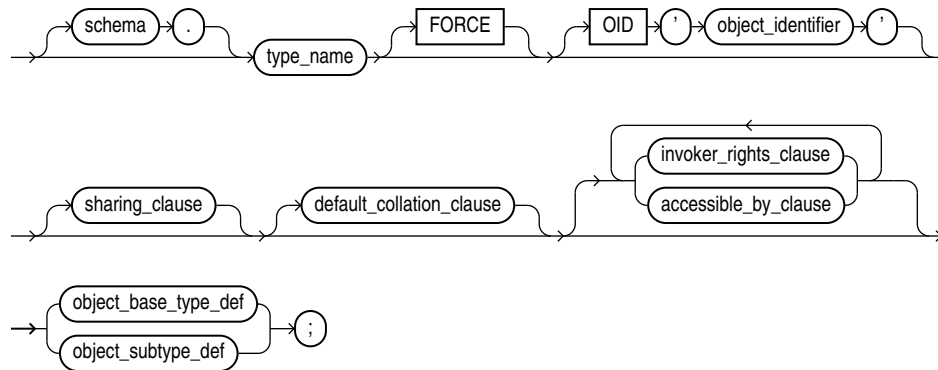 schema . type_name FORCE OID ' object_identifier '
sharing_clause default_collation_clause invoker_rights_clause
accessible_by_clause
object_base_type_def
object_subtype_def ;